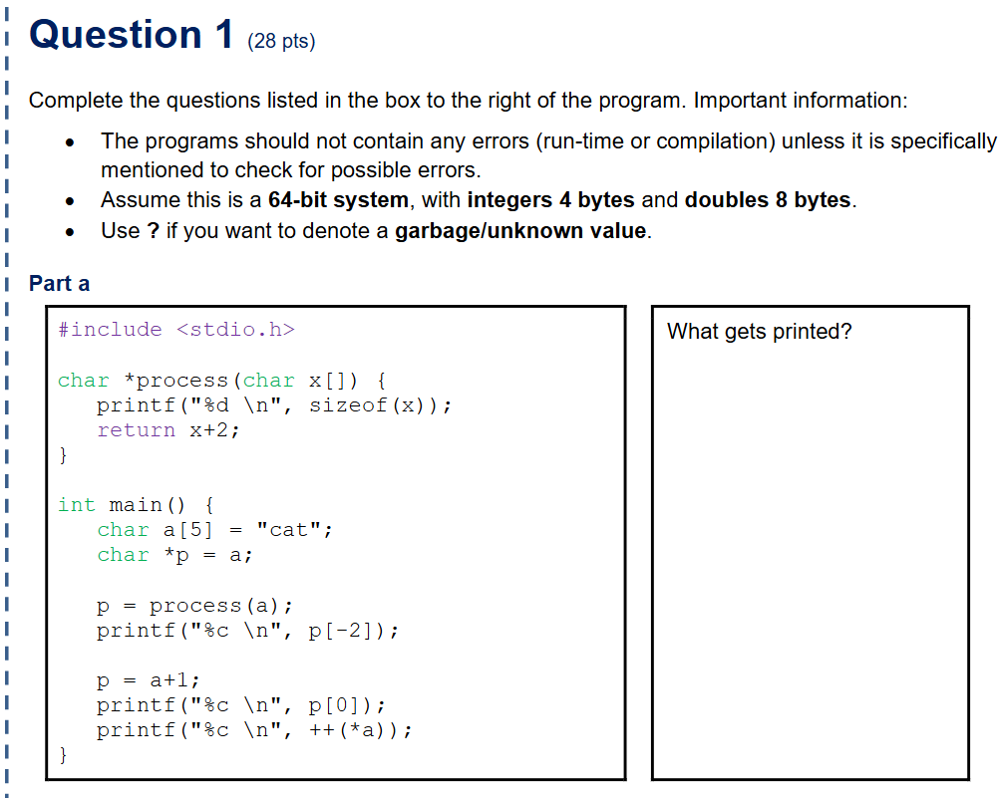 Question 1 (28 pts)
Complete the questions listed in the box to the right of the program. Important information:
• The programs should not contain any errors (run-time or compilation) unless it is specifically
mentioned to check for possible errors.
• Assume this is a 64-bit system, with integers 4 bytes and doubles 8 bytes.
• Use ? if you want to denote a garbage/unknown value.
Part a
#include <stdio.h>
char *process(char x[]) {
printf("%d \n", sizeof(x));
return x+2;
}
int main() {
char a[5] = "cat";
char *p = a;
p = process(a);
printf("%c \n", p[-2]);
p = a+1;
printf("%c \n", p[0]);
printf("%c \n", ++(*a));
}
What gets printed?